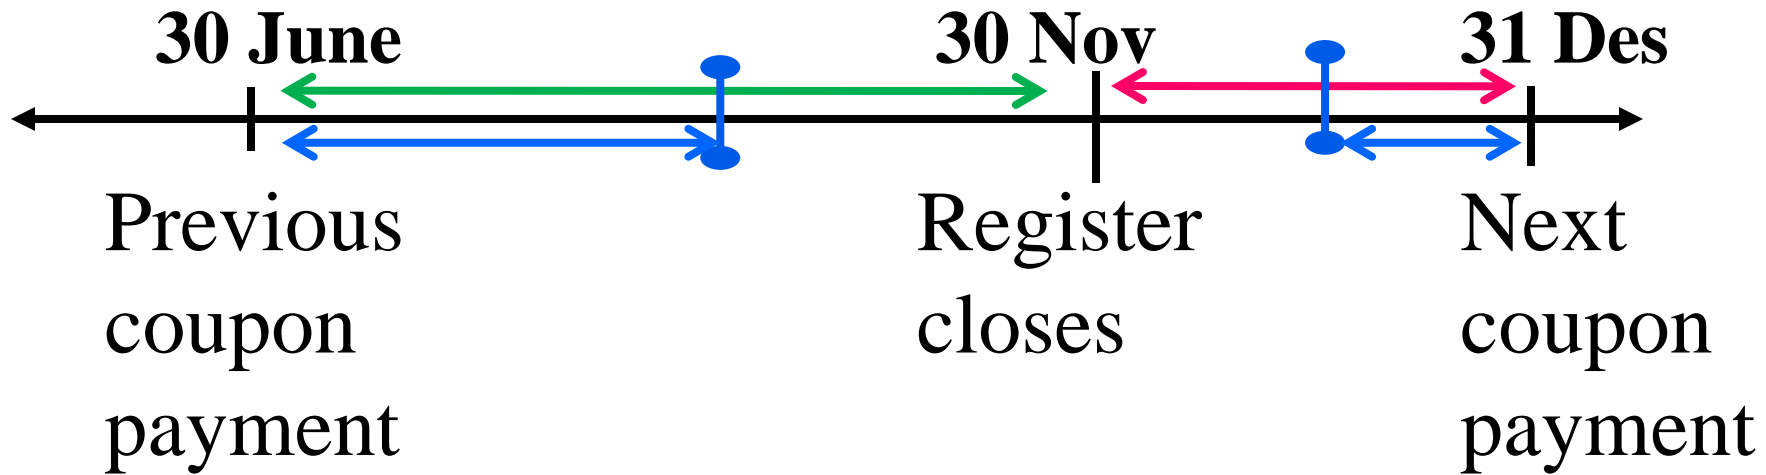 30 June 30 Nov 31 Des
Previous coupon payment
Register closes
Next coupon payment